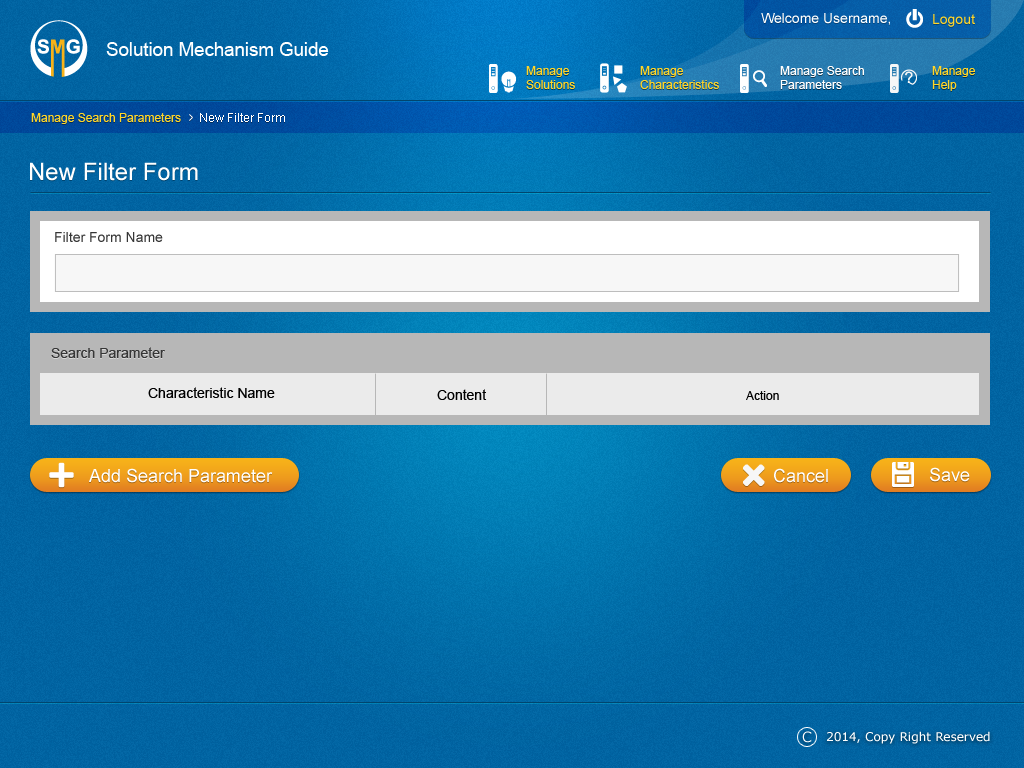 Welcome Username, Logout
SMG Solution Mechanism Guide
Manage Solutions
Manage Characteristics
Manage Search Parameters
Manage Help
Manage Search Parameters > New Filter Form
New Filter Form
Filter Form Name
Search Parameter
Characteristic Name Content Action
Add Search Parameter Cancel Save
© 2014, Copy Right Reserved